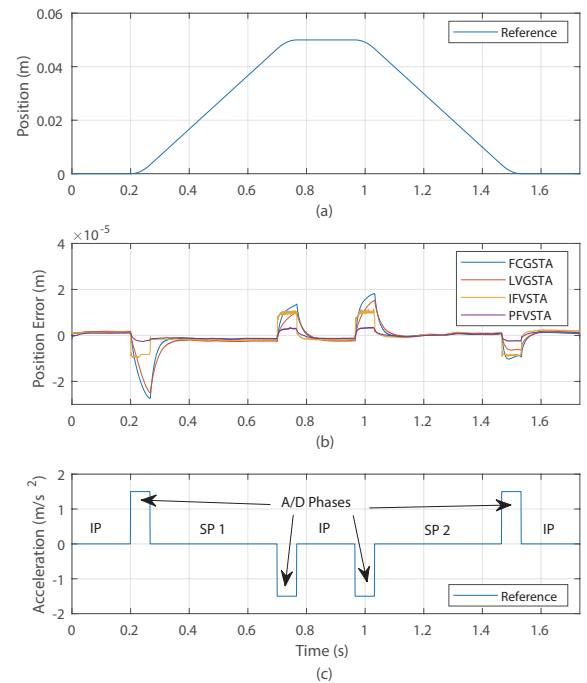 0.06
0.04
0.02
0
Position (m)
Reference
0 0.2 0.4 0.6 0.8 1 1.2 1.4 1.6
(a)
4 ×10⁻⁵
2
0
-2
Position Error (m)
FCGSTA
LVGSTA
IFVSTA
PFVSTA
0 0.2 0.4 0.6 0.8 1 1.2 1.4 1.6
(b)
2
1
0
-1
-2
Acceleration (m/s ²)
A/D Phases
IP SP 1 IP SP 2 IP
Reference
0 0.2 0.4 0.6 0.8 1 1.2 1.4 1.6
Time (s)
(c)